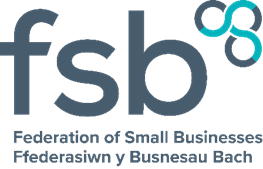 fsb
Federation of Small Businesses
Ffederasiwn y Busnesau Bach